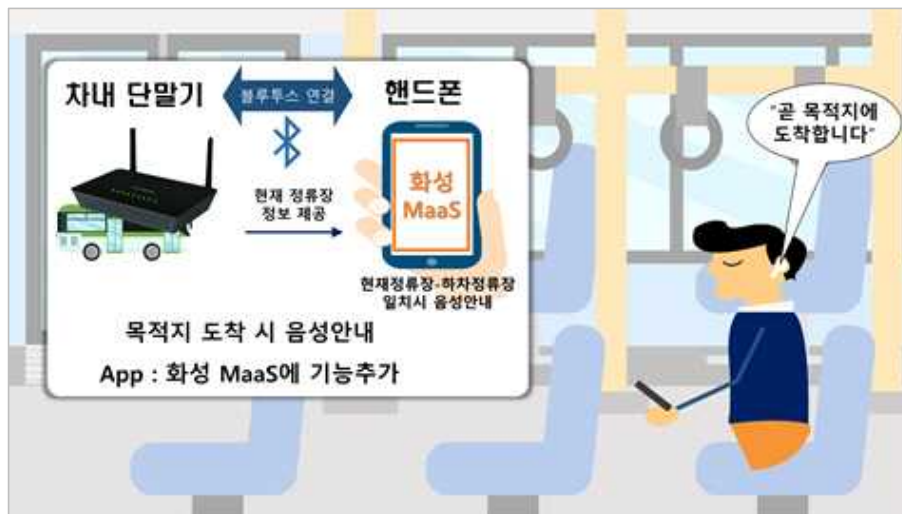 차내 단말기
블루투스 연결
핸드폰
현재 정류장
정보 제공
화성
MaaS
현재정류장-하차정류장
일치시 음성안내
목적지 도착 시 음성안내
App : 화성 MaaS에 기능추가
"곧 목적지에
도착합니다"